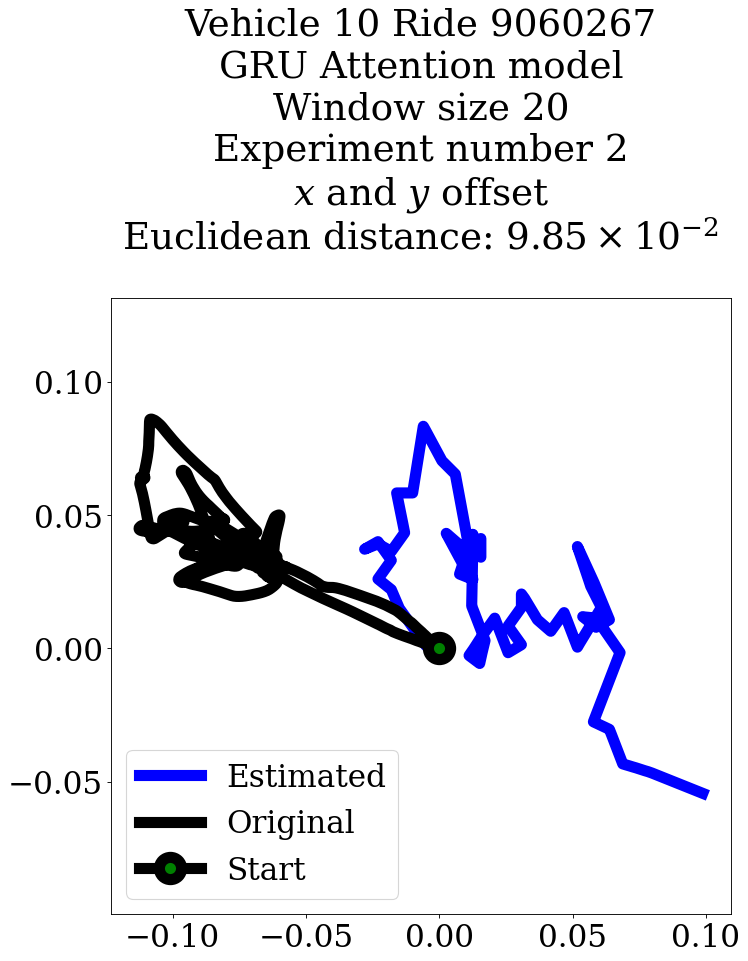 Vehicle 10 Ride 9060267
GRU Attention model
Window size 20
Experiment number 2
x and y offset
Euclidean distance: 9.85 × 10⁻²
0.10
0.05
0.00
−0.05
Estimated
Original
Start
−0.10 −0.05 0.00 0.05 0.10